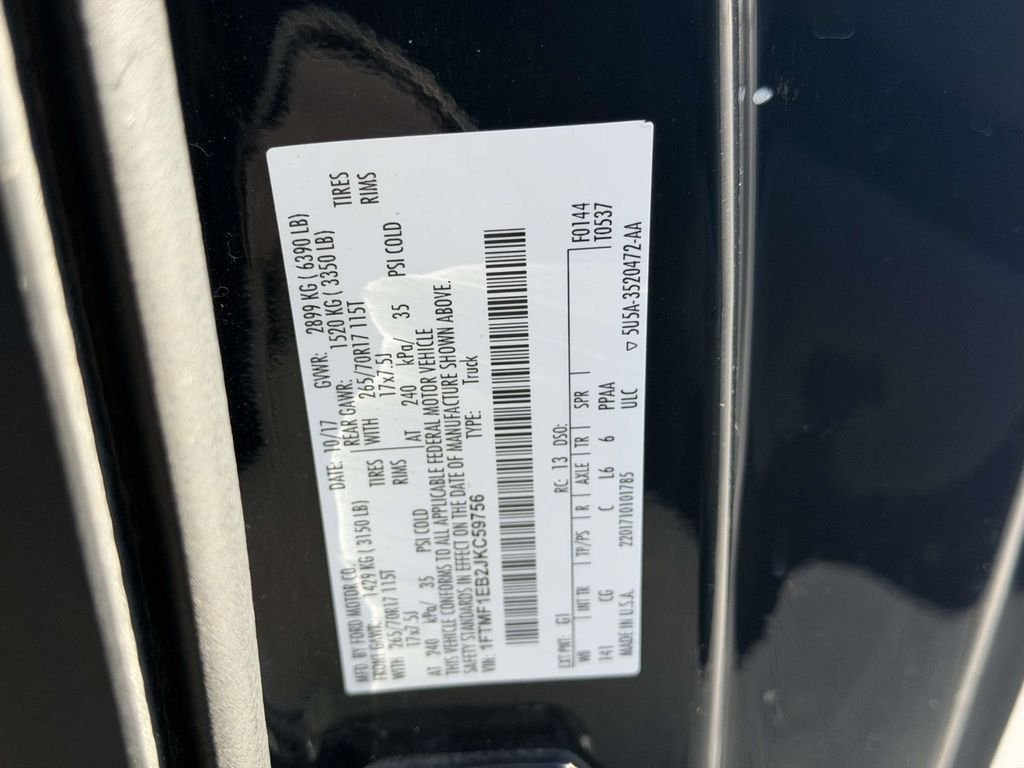 MFD. BY FORD MOTOR CO. DATE: 10/17 GVWR: 2899 KG ( 6390 LB)
FRONT GAWR: 1429 KG ( 3150 LB) REAR GAWR: 1520 KG ( 3350 LB)
WITH 265/70R17 115T TIRES WITH 265/70R17 115T TIRES
17x7.5J RIMS 17x7.5J RIMS
AT 240 kPa/ 35 PSI COLD AT 240 kPa/ 35 PSI COLD
THIS VEHICLE CONFORMS TO ALL APPLICABLE FEDERAL MOTOR VEHICLE
SAFETY STANDARDS IN EFFECT ON THE DATE OF MANUFACTURE SHOWN ABOVE.
VIN: 1FTMF1EB2JKC59756 TYPE: Truck
EXT PNT: G1 RC: 13 DSO: F0144
WB INT TR TP/PS R AXLE TR SPR T0537
141 CG C L6 6 PPAA
MADE IN U.S.A. 2201710101785 ULC ▽ 5U5A-3520472-AA